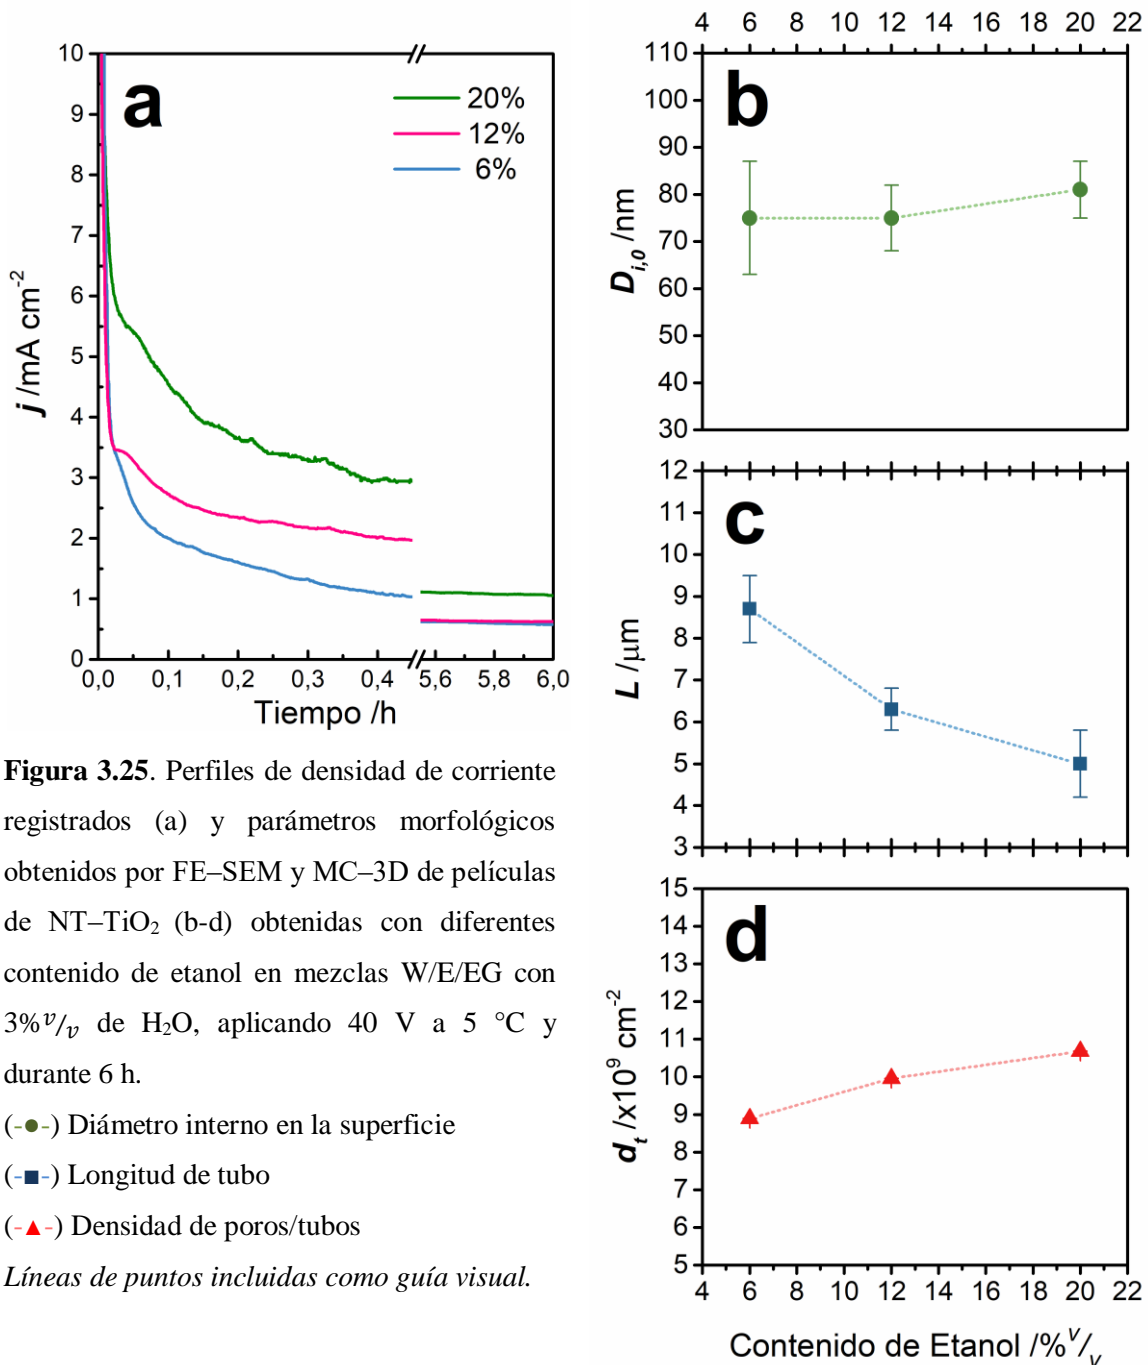 a
10
9
8
7
6
5
4
3
2
1
0
j /mA cm-2
20%
12%
6%
0,0 0,1 0,2 0,3 0,4 5,6 5,8 6,0
Tiempo /h
Figura 3.25. Perfiles de densidad de corriente
registrados (a) y parámetros morfológicos
obtenidos por FE–SEM y MC–3D de películas
de NT–TiO2 (b-d) obtenidas con diferentes
contenido de etanol en mezclas W/E/EG con
3%v/v de H2O, aplicando 40 V a 5 °C y
durante 6 h.
(-●-) Diámetro interno en la superficie
(-■-) Longitud de tubo
(-▲-) Densidad de poros/tubos
Líneas de puntos incluidas como guía visual.
4 6 8 10 12 14 16 18 20 22
b
110
100
90
80
70
60
50
40
30
Di,0 /nm
c
12
11
10
9
8
7
6
5
4
3
L /μm
d
15
14
13
12
11
10
9
8
7
6
5
dt /x10^9 cm-2
4 6 8 10 12 14 16 18 20 22
Contenido de Etanol /%v/v